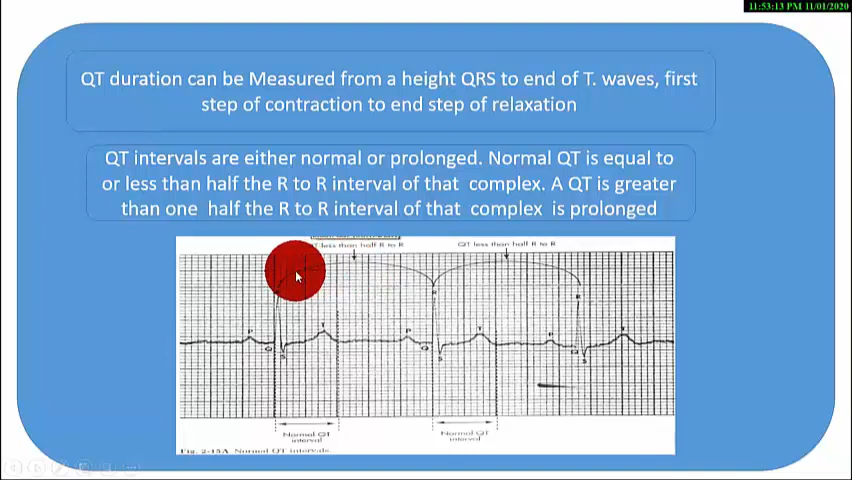 11:53:13 PM 11/01/2020
QT duration can be Measured from a height QRS to end of T. waves, first
step of contraction to end step of relaxation
QT intervals are either normal or prolonged. Normal QT is equal to
or less than half the R to R interval of that complex. A QT is greater
than one half the R to R interval of that complex is prolonged
less than half R to R QT less than half R to R
R R
P T P T P T
Q S Q S Q S
Normal QT Normal QT
interval interval
Fig. 2-15A Normal QT intervals.